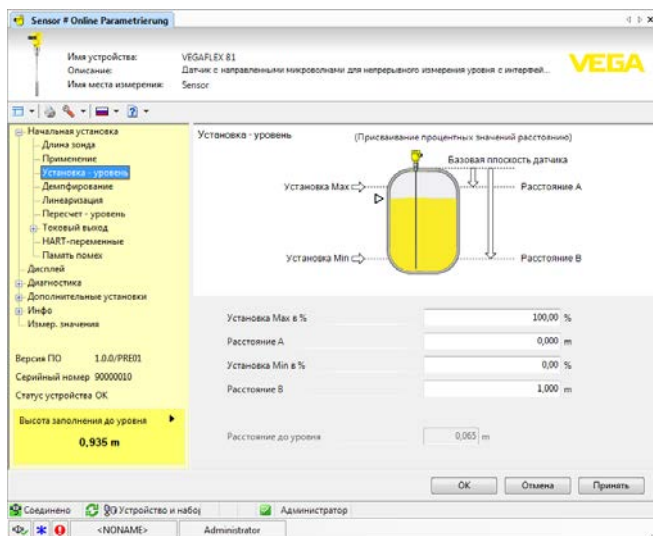 Sensor # Online Parametrierung
Имя устройства: VEGAFLEX 81
Описание: Датчик с направленными микроволнами для непрерывного измерения уровня с интерфей...
Имя места измерения: Sensor
VEGA
Начальная установка
Длина зонда
Применение
Установка - уровень
Демпфирование
Линеаризация
Пересчет - уровень
Токовый выход
HART-переменные
Память помех
Дисплей
Диагностика
Дополнительные установки
Инфо
Измер. значения
Версия ПО 1.0.0/PRE01
Серийный номер 90000010
Статус устройства OK
Высота заполнения до уровня
0,935 m
Установка - уровень (Присваивание процентных значений расстоянию)
Базовая плоскость датчика
Установка Max Расстояние A
Установка Min Расстояние B
Установка Max в % 100,00 %
Расстояние A 0,000 m
Установка Min в % 0,00 %
Расстояние B 1,000 m
Расстояние до уровня 0,065 m
OK Отмена Принять
Соединено Устройство и набој Администратор
<NONAME> Administrator